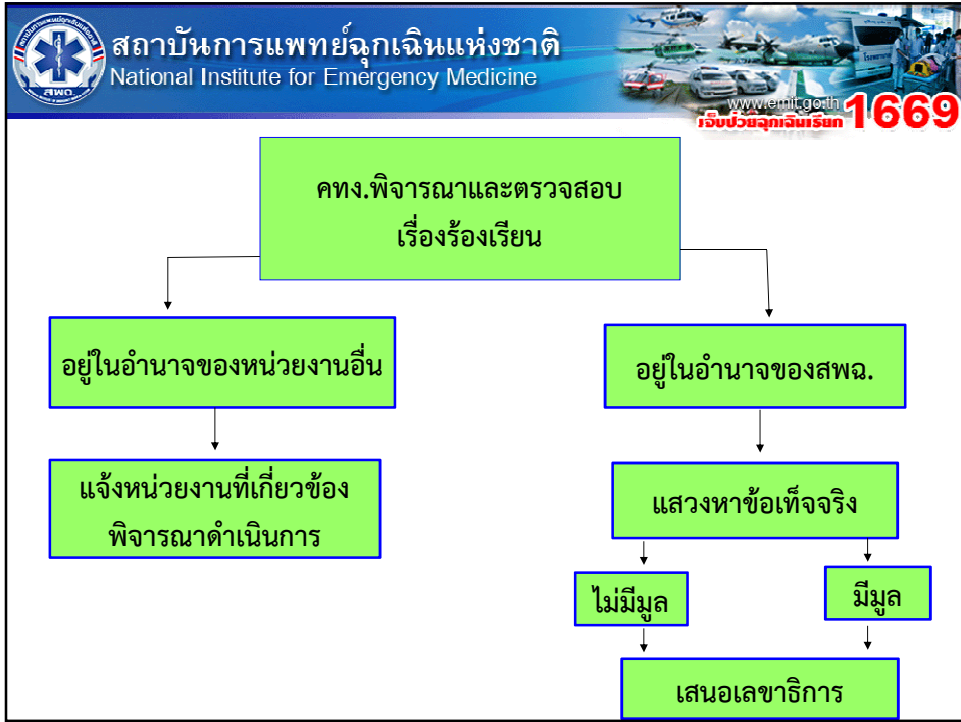 สถาบันการแพทย์ฉุกเฉินแห่งชาติ
National Institute for Emergency Medicine
สพฉ.
www.emit.go.th
เจ็บป่วยฉุกเฉินเรียก 1669
คทง.พิจารณาและตรวจสอบ
เรื่องร้องเรียน
อยู่ในอำนาจของหน่วยงานอื่น
อยู่ในอำนาจของสพฉ.
แจ้งหน่วยงานที่เกี่ยวข้อง
พิจารณาดำเนินการ
แสวงหาข้อเท็จจริง
ไม่มีมูล
มีมูล
เสนอเลขาธิการ